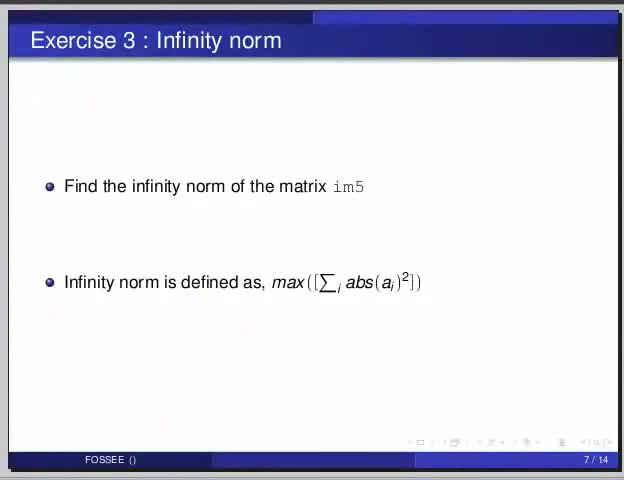 Exercise 3 : Infinity norm
Find the infinity norm of the matrix im5
Infinity norm is defined as, max([∑ᵢ abs(aᵢ)²])
FOSSEE ()
7 / 14